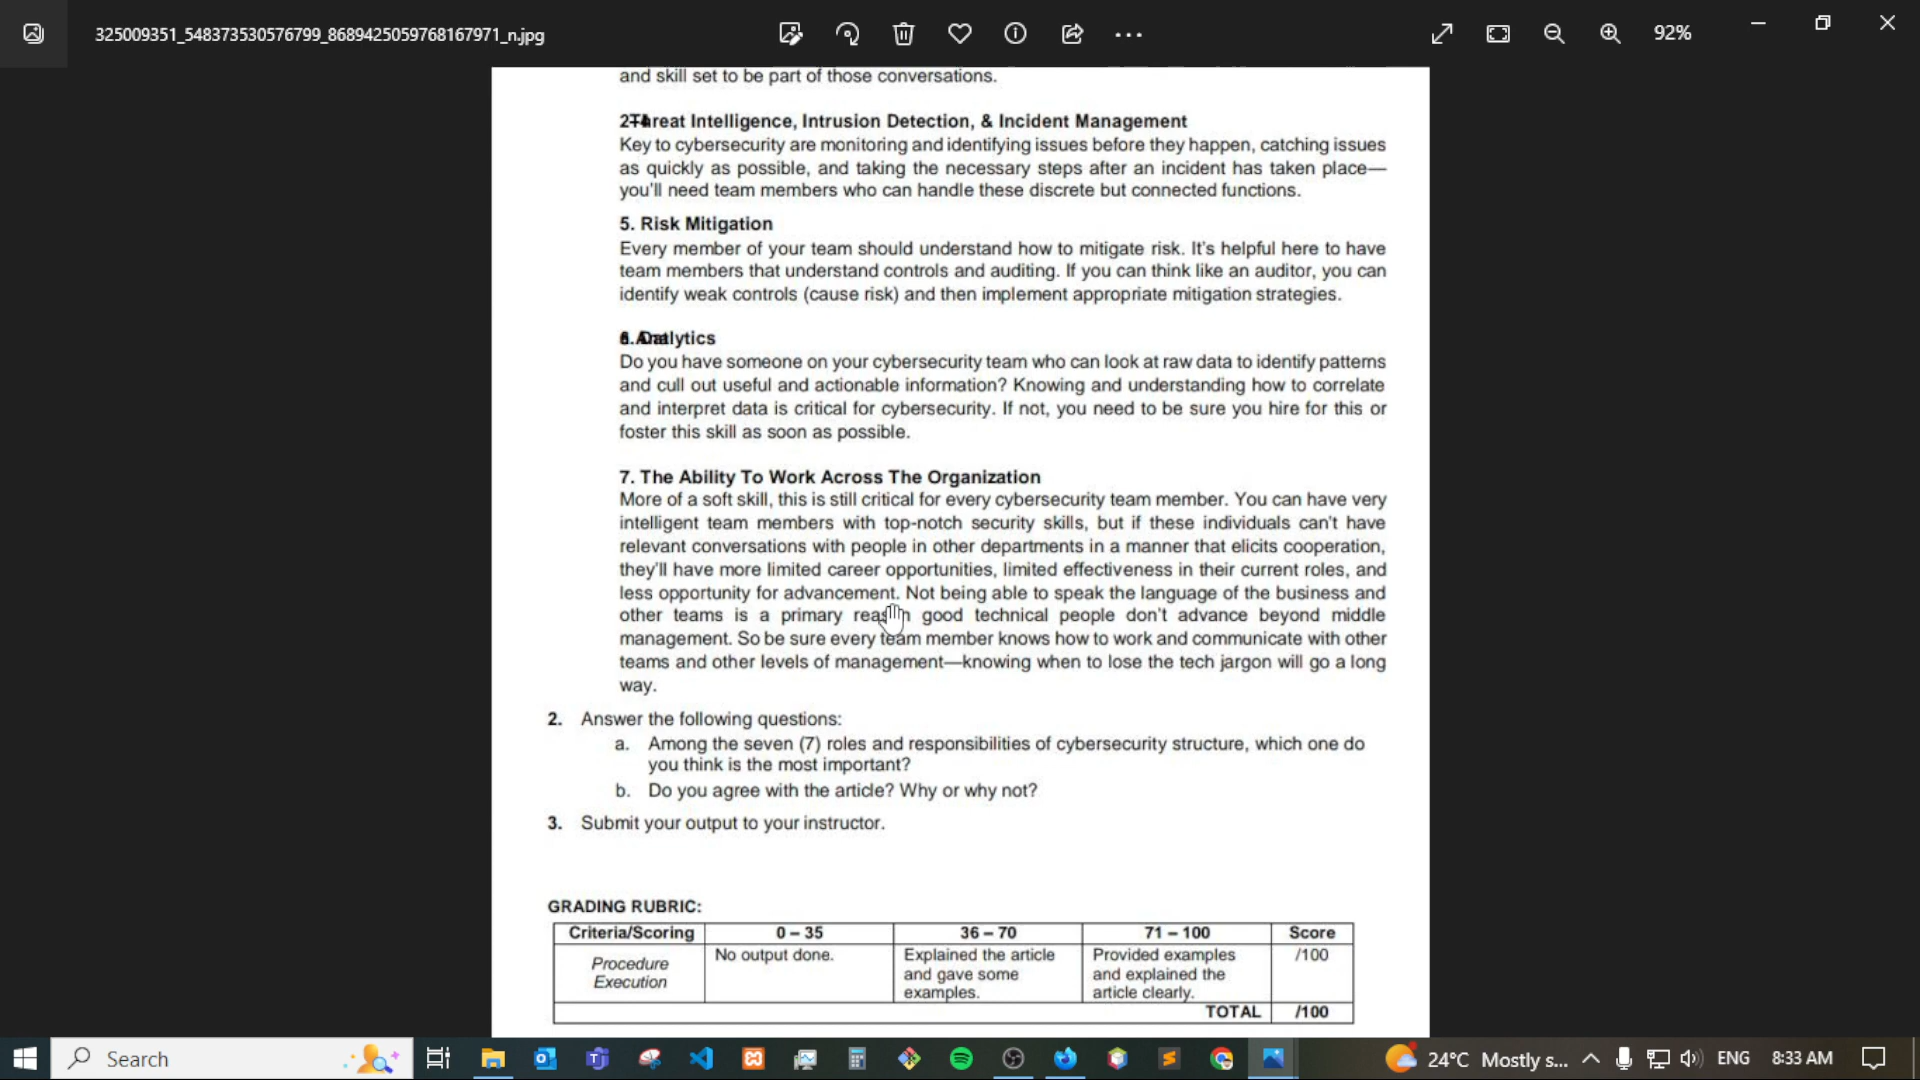 325009351_548373530576799_8689425059768167971_n.jpg
92%
and skill set to be part of those conversations.
Threat Intelligence, Intrusion Detection, & Incident Management
Key to cybersecurity are monitoring and identifying issues before they happen, catching issues
as quickly as possible, and taking the necessary steps after an incident has taken place—
you'll need team members who can handle these discrete but connected functions.
5. Risk Mitigation
Every member of your team should understand how to mitigate risk. It's helpful here to have
team members that understand controls and auditing. If you can think like an auditor, you can
identify weak controls (cause risk) and then implement appropriate mitigation strategies.
Analytics
Do you have someone on your cybersecurity team who can look at raw data to identify patterns
and cull out useful and actionable information? Knowing and understanding how to correlate
and interpret data is critical for cybersecurity. If not, you need to be sure you hire for this or
foster this skill as soon as possible.
7. The Ability To Work Across The Organization
More of a soft skill, this is still critical for every cybersecurity team member. You can have very
intelligent team members with top-notch security skills, but if these individuals can't have
relevant conversations with people in other departments in a manner that elicits cooperation,
they'll have more limited career opportunities, limited effectiveness in their current roles, and
less opportunity for advancement. Not being able to speak the language of the business and
other teams is a primary reason good technical people don't advance beyond middle
management. So be sure every team member knows how to work and communicate with other
teams and other levels of management—knowing when to lose the tech jargon will go a long
way.
2. Answer the following questions:
a. Among the seven (7) roles and responsibilities of cybersecurity structure, which one do
you think is the most important?
b. Do you agree with the article? Why or why not?
3. Submit your output to your instructor.
GRADING RUBRIC:
Criteria/Scoring 0 – 35 36 – 70 71 – 100 Score
Procedure Execution No output done. Explained the article and gave some examples. Provided examples and explained the article clearly. /100
TOTAL /100
Search
24°C Mostly s... ENG 8:33 AM